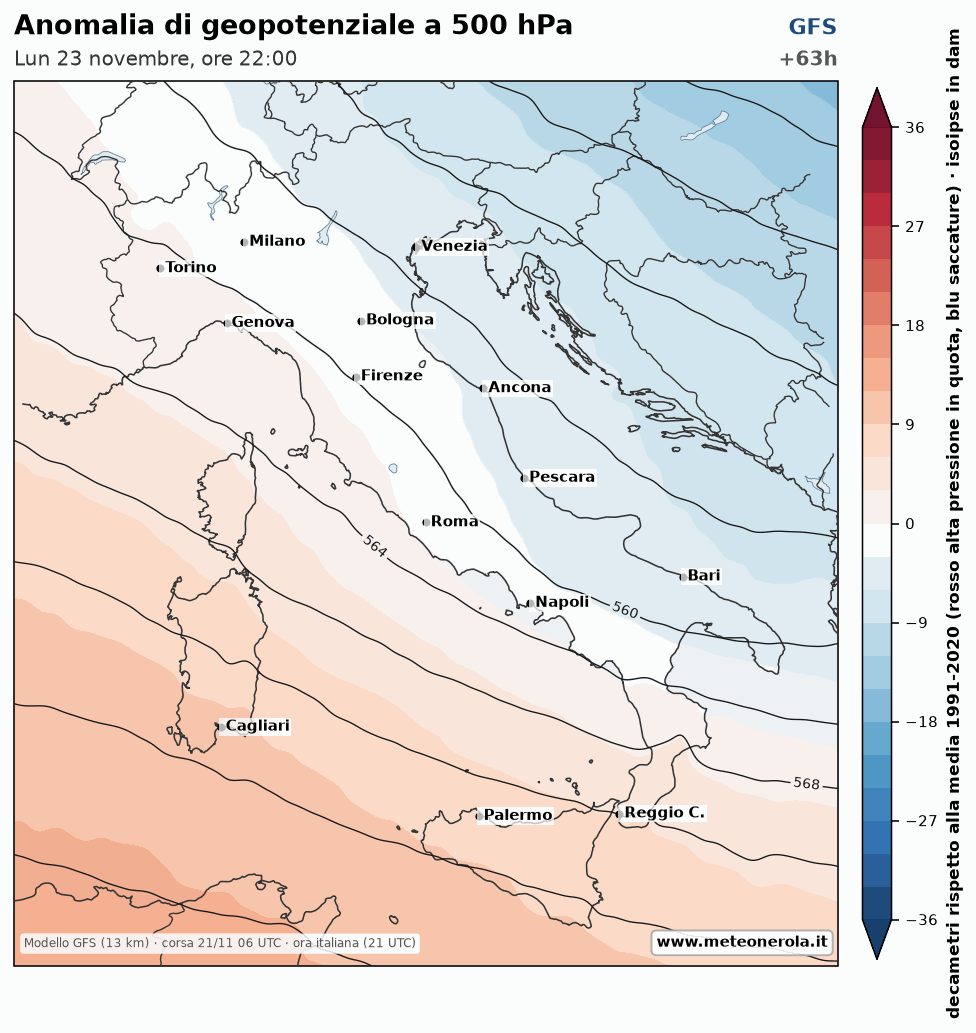 Anomalia di geopotenziale a 500 hPa
GFS
Lun 23 novembre, ore 22:00
+63h
Milano
Venezia
Torino
Genova
Bologna
Firenze
Ancona
Pescara
Roma
564
Bari
Napoli
560
Cagliari
568
Palermo
Reggio C.
Modello GFS (13 km) · corsa 21/11 06 UTC · ora italiana (21 UTC)
www.meteonerola.it
36
27
18
9
0
−9
−18
−27
−36
decametri rispetto alla media 1991-2020 (rosso alta pressione in quota, blu saccature) · isoipse in dam